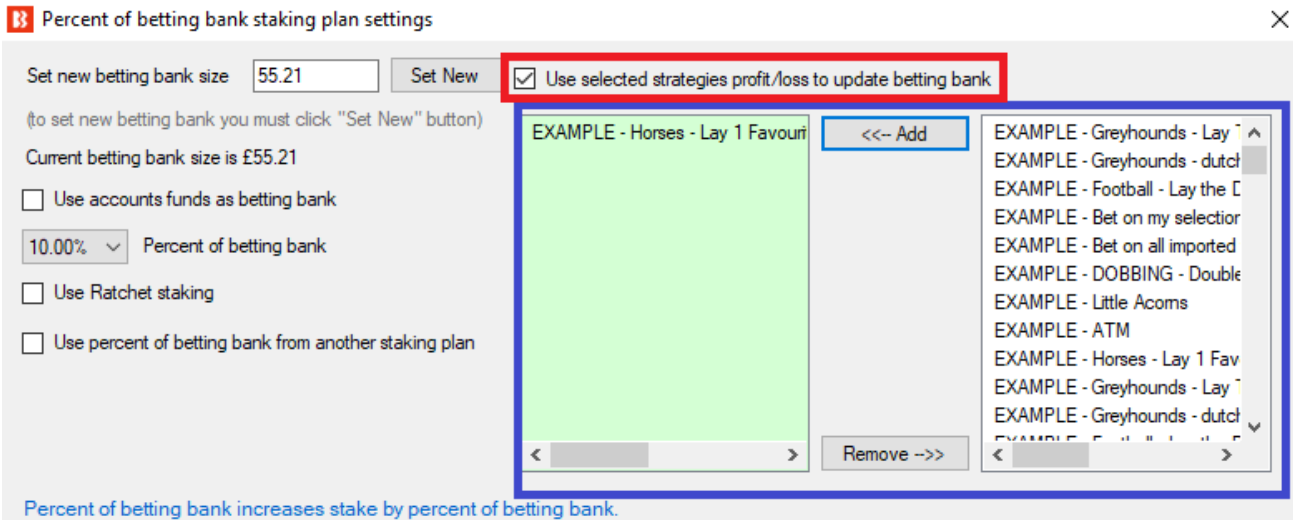 Percent of betting bank staking plan settings
Set new betting bank size 55.21 Set New Use selected strategies profit/loss to update betting bank
(to set new betting bank you must click "Set New" button)
Current betting bank size is £55.21
Use accounts funds as betting bank
10.00% Percent of betting bank
Use Ratchet staking
Use percent of betting bank from another staking plan
EXAMPLE - Horses - Lay 1
<<-- Add
Remove -->>
EXAMPLE - Greyhounds - Lay
EXAMPLE - Greyhounds -
EXAMPLE - Football - Lay the
EXAMPLE - Bet on my
EXAMPLE - Bet on all imported
EXAMPLE - DOBBING -
EXAMPLE - Little Acorns
EXAMPLE - ATM
EXAMPLE - Horses - Lay 1
EXAMPLE - Greyhounds - Lay
EXAMPLE - Greyhounds -
Percent of betting bank increases stake by percent of betting bank.